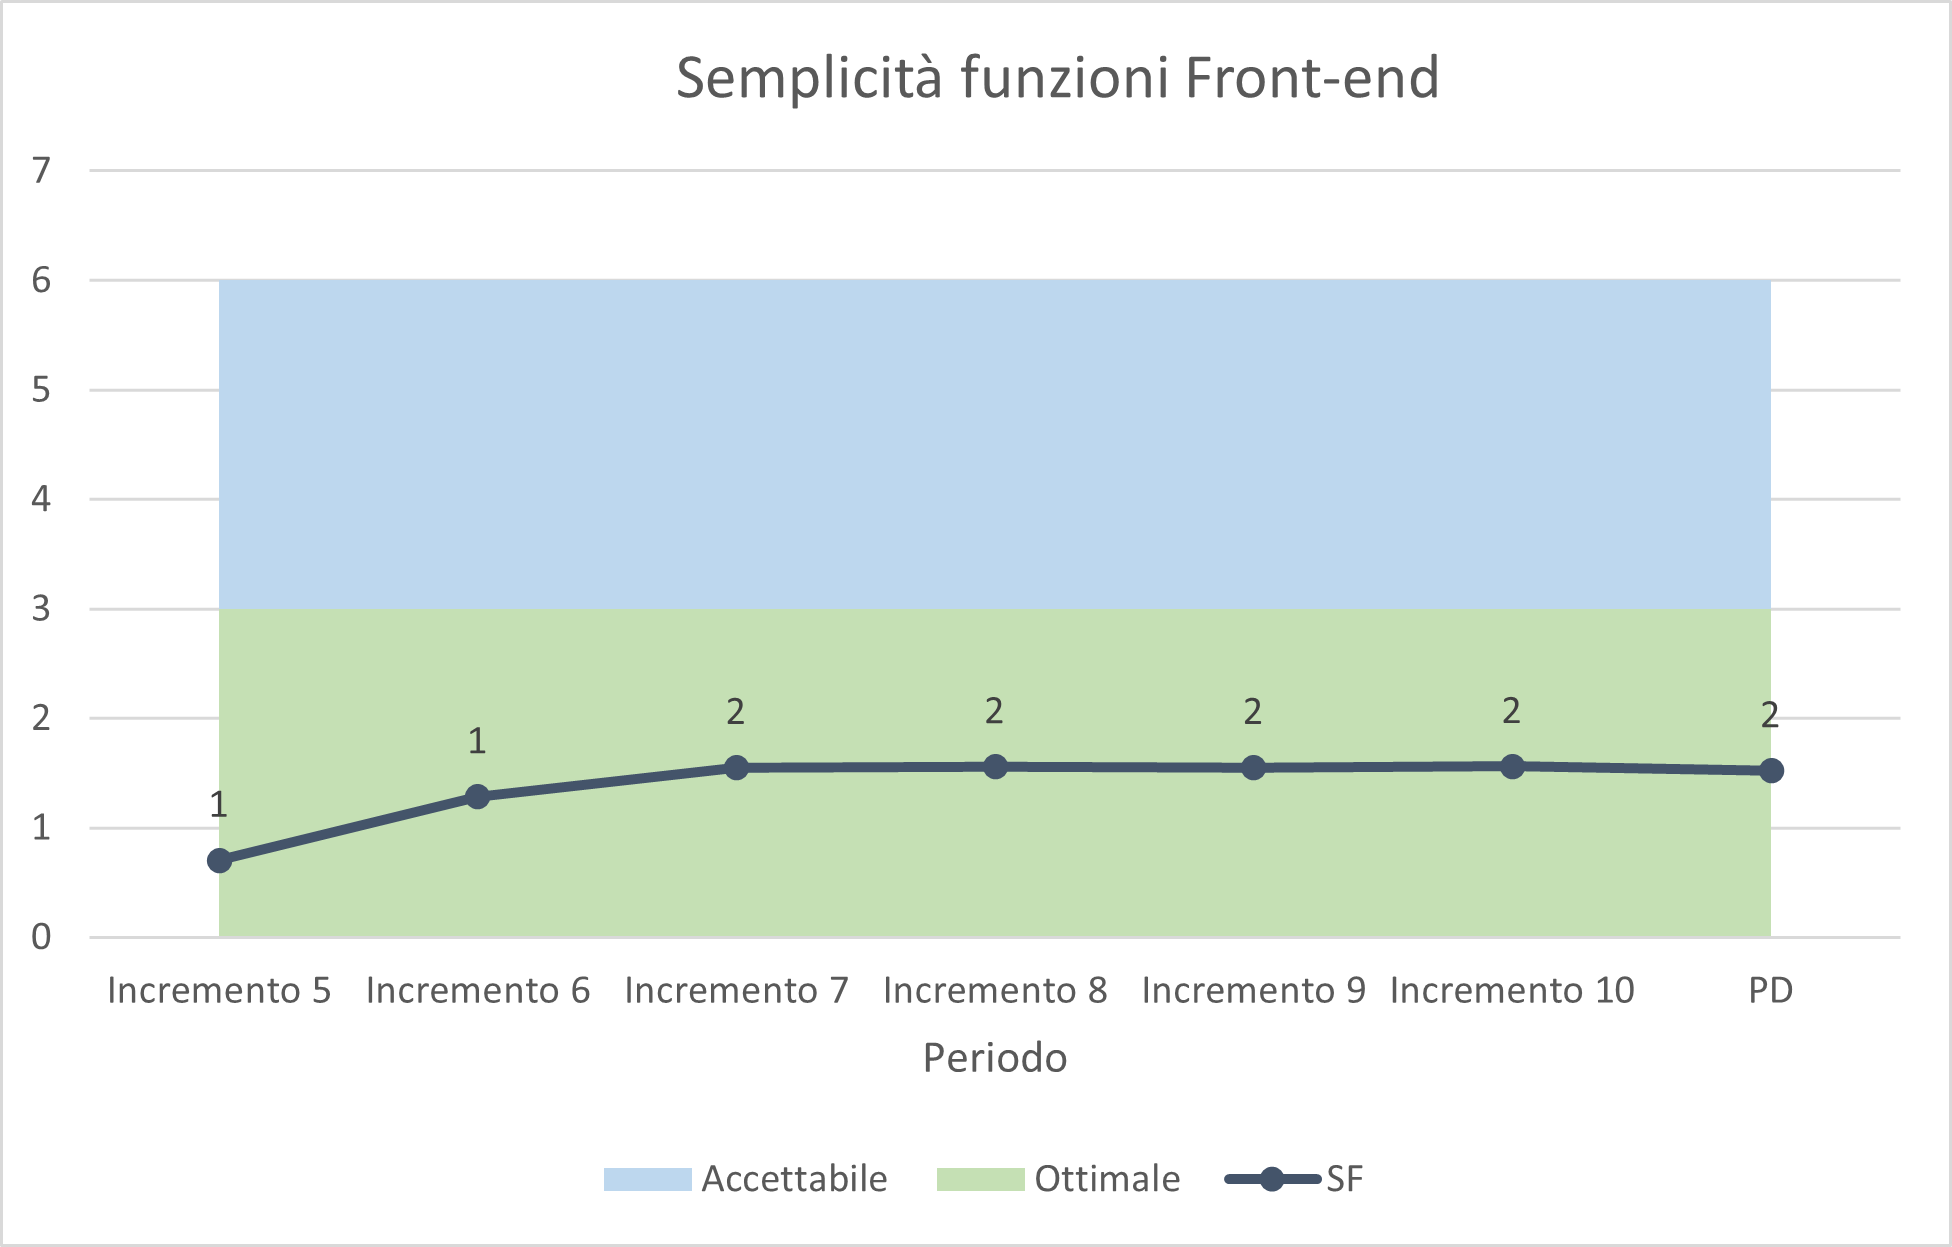 Semplicità funzioni Front-end
7
6
5
4
3
2
1
0
1
1
2
2
2
2
2
Incremento 5
Incremento 6
Incremento 7
Incremento 8
Incremento 9
Incremento 10
PD
Periodo
Accettabile
Ottimale
SF